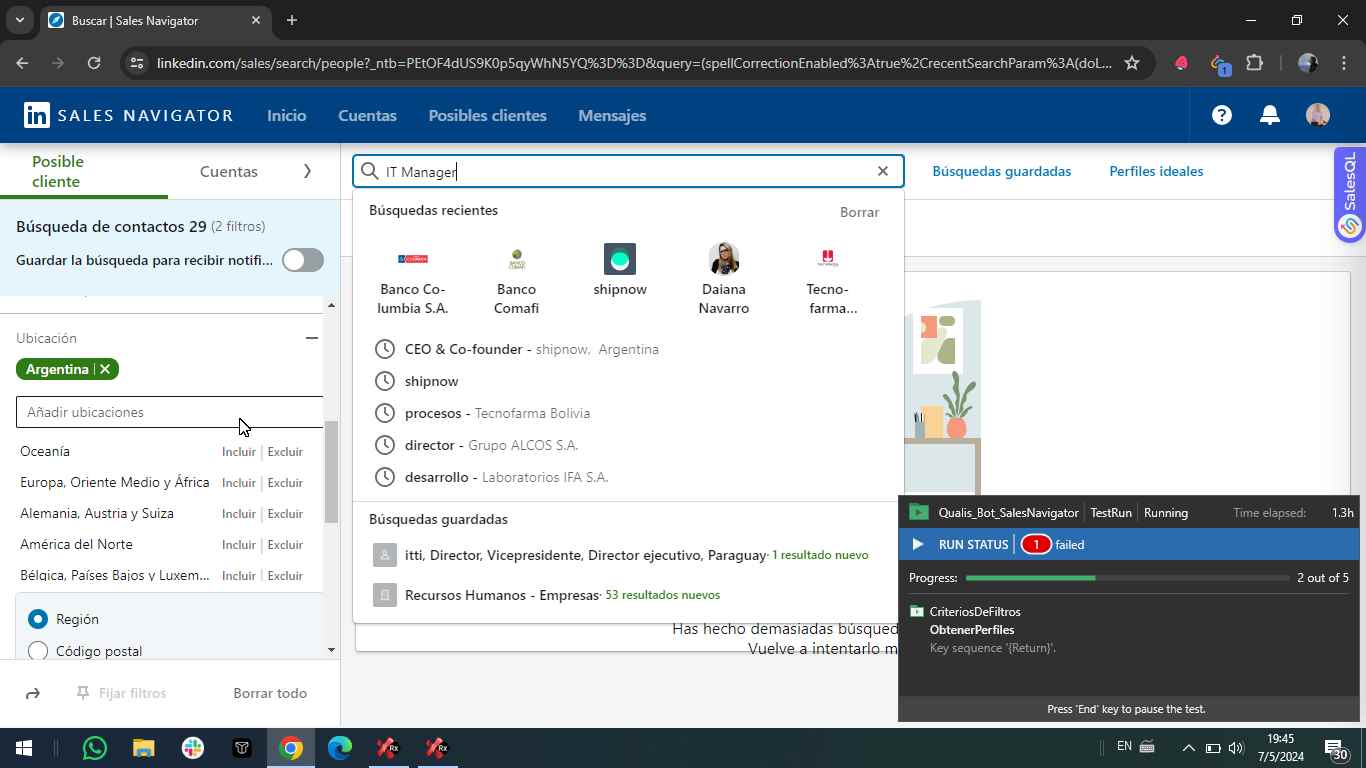 Buscar | Sales Navigator
linkedin.com/sales/search/people?_ntb=PEtOF4dUS9K0p5qyWhN5YQ%3D%3D&query=(spellCorrectionEnabled%3Atrue%2CrecentSearchParam%3A(doL...
1
in SALES NAVIGATOR
Inicio
Cuentas
Posibles clientes
Mensajes
Posible cliente
Cuentas
IT Manager
Búsquedas guardadas
Perfiles ideales
SalesQL
Búsqueda de contactos 29 (2 filtros)
Guardar la búsqueda para recibir notifi...
Ubicación
Argentina
Añadir ubicaciones
Oceanía Incluir Excluir
Europa, Oriente Medio y África Incluir Excluir
Alemania, Austria y Suiza Incluir Excluir
América del Norte Incluir Excluir
Bélgica, Países Bajos y Luxem... Incluir Excluir
Región
Código postal
Fijar filtros
Borrar todo
Búsquedas recientes
Borrar
Banco Co-
lumbia S.A.
Banco
Comafi
shipnow
Daiana
Navarro
Tecno-
farma...
CEO & Co-founder - shipnow, Argentina
shipnow
procesos - Tecnofarma Bolivia
director - Grupo ALCOS S.A.
desarrollo - Laboratorios IFA S.A.
Búsquedas guardadas
itti, Director, Vicepresidente, Director ejecutivo, Paraguay· 1 resultado nuevo
Recursos Humanos - Empresas· 53 resultados nuevos
Has hecho demasiadas búsqued
Vuelve a intentarlo m
Qualis_Bot_SalesNavigator TestRun Running Time elapsed: 1.3h
RUN STATUS 1 failed
Progress: 2 out of 5
CriteriosDeFiltros
ObtenerPerfiles
Key sequence '{Return}'.
Press 'End' key to pause the test.
Rx
Rx
EN
19:45
7/5/2024
30